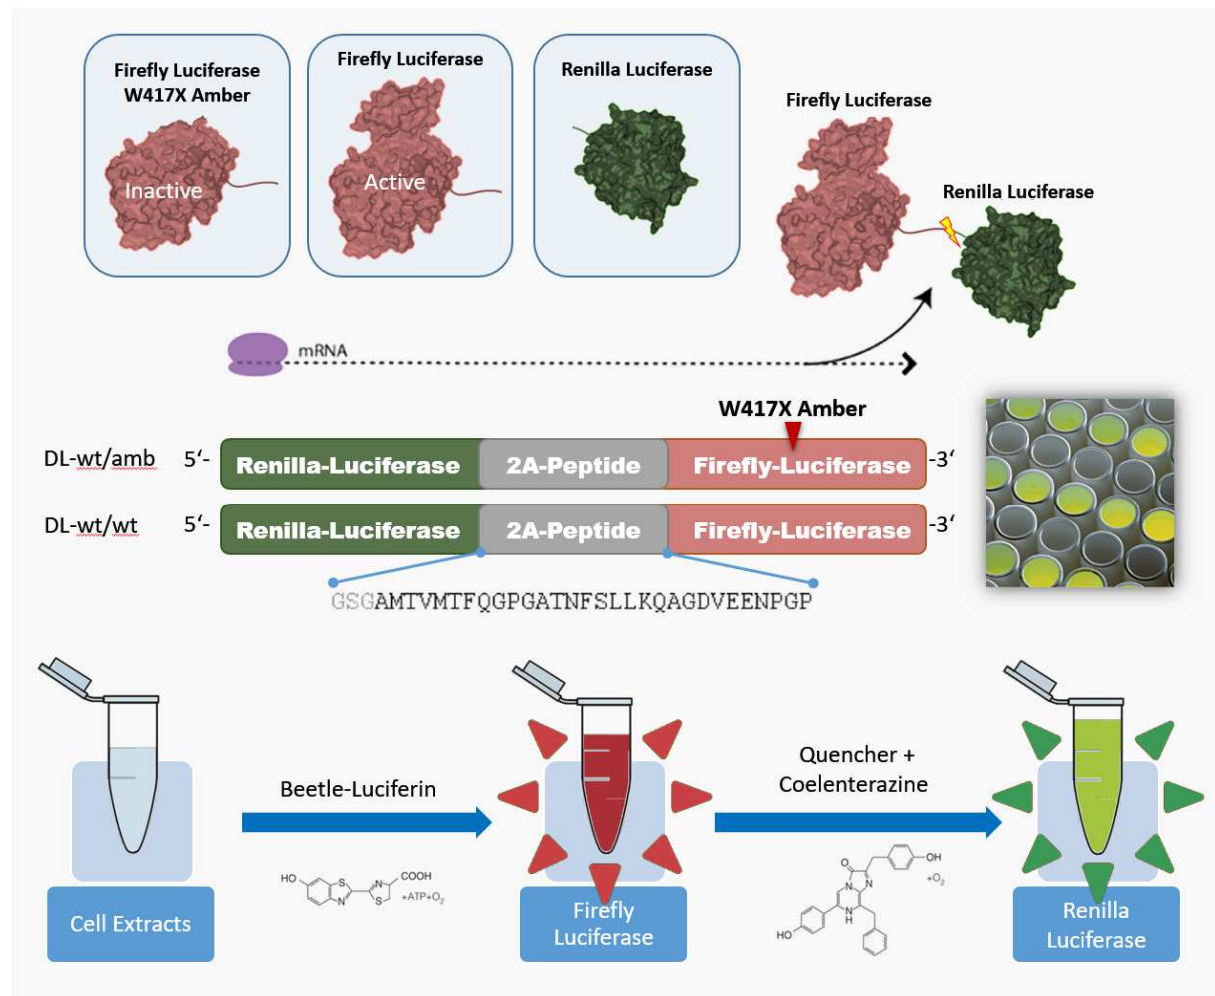 Firefly Luciferase
W417X Amber
Inactive
Firefly Luciferase
Active
Renilla Luciferase
Firefly Luciferase
Renilla Luciferase
mRNA
W417X Amber
DL-wt/amb 5‘- Renilla-Luciferase 2A-Peptide Firefly-Luciferase -3‘
DL-wt/wt 5‘- Renilla-Luciferase 2A-Peptide Firefly-Luciferase -3‘
GSGAMTVMTFQGPGATNFSLLKQAGDVEENPGP
Cell Extracts
Beetle-Luciferin
HO S N N S COOH
+ATP+O₂
Firefly
Luciferase
Quencher +
Coelenterazine
O OH
N N +O₂
N
H
HO
Renilla
Luciferase